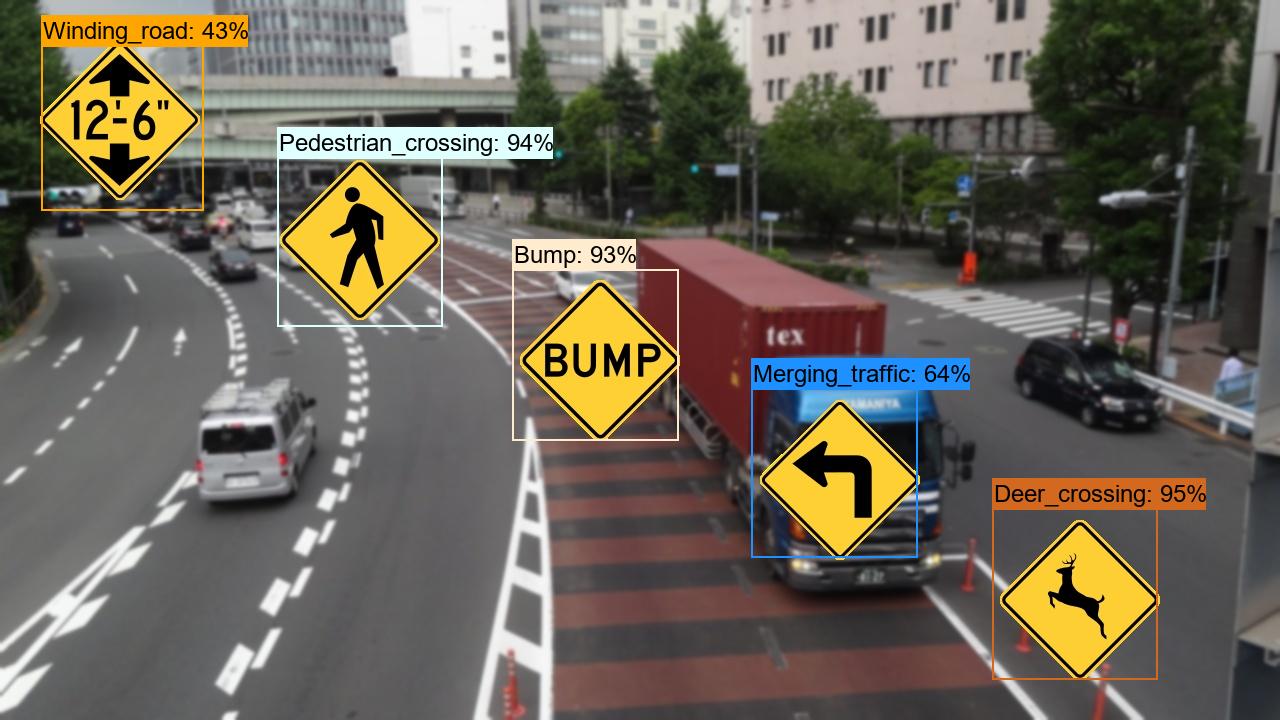 Winding_road: 43%
12'-6"
Pedestrian_crossing: 94%
Bump: 93%
BUMP
tex
Merging_traffic: 64%
Deer_crossing: 95%